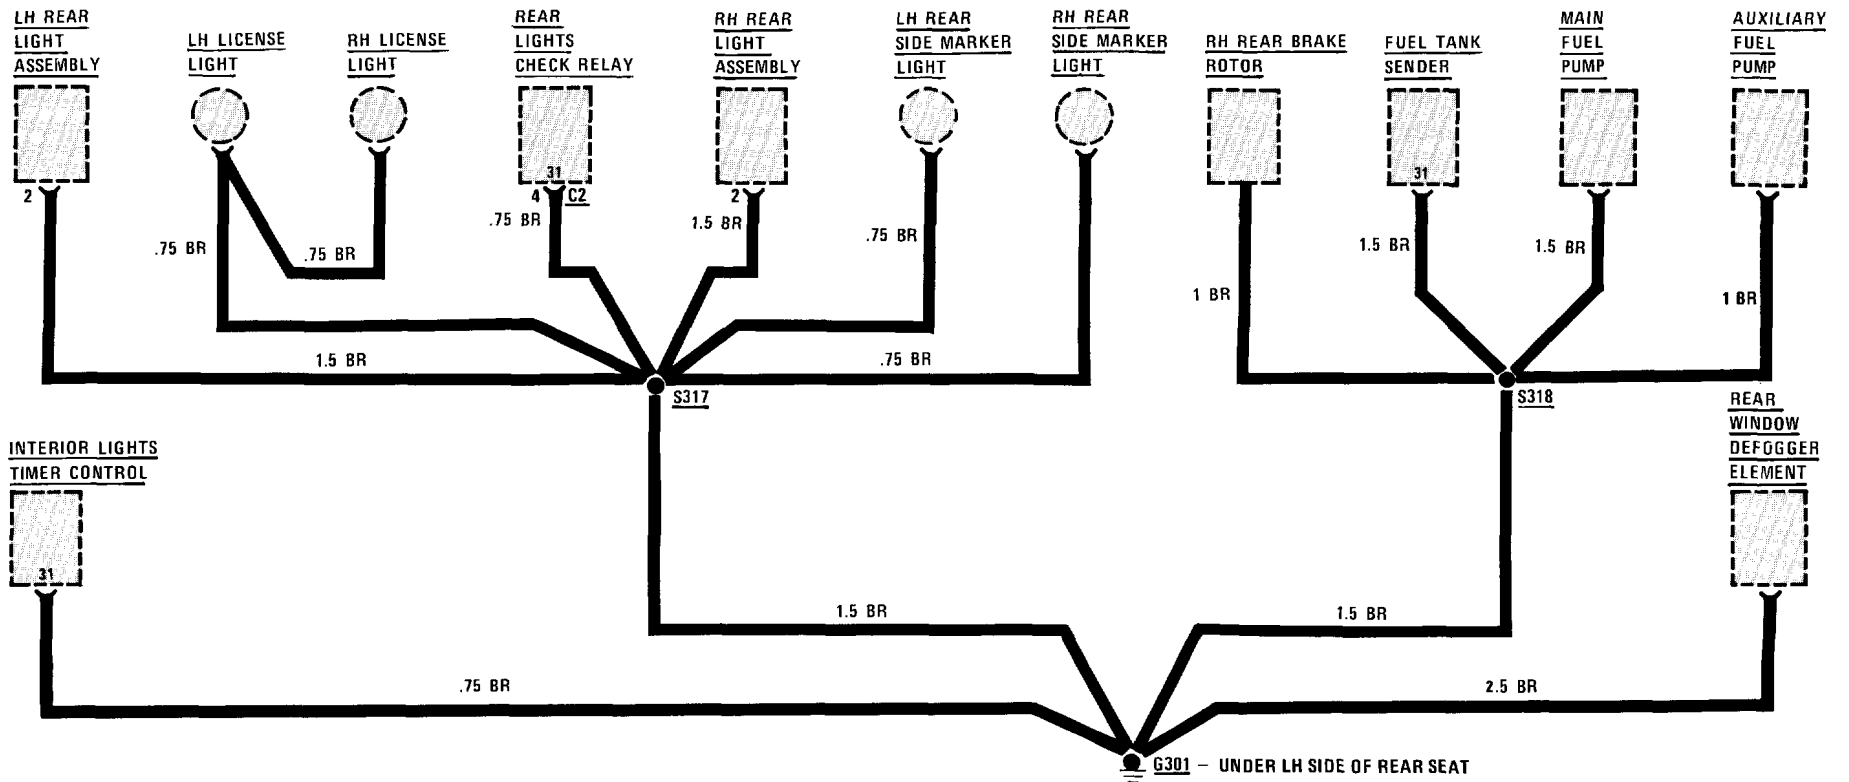 LH REAR
LIGHT
ASSEMBLY
LH LICENSE
LIGHT
RH LICENSE
LIGHT
REAR
LIGHTS
CHECK RELAY
RH REAR
LIGHT
ASSEMBLY
LH REAR
SIDE MARKER
LIGHT
RH REAR
SIDE MARKER
LIGHT
RH REAR BRAKE
ROTOR
FUEL TANK
SENDER
MAIN
FUEL
PUMP
AUXILIARY
FUEL
PUMP
31
31
2
4
C2
2
.75 BR
1.5 BR
.75 BR
.75 BR
.75 BR
1.5 BR
1.5 BR
1 BR
1 BR
1.5 BR
.75 BR
S317
S318
REAR
WINDOW
DEFOGGER
ELEMENT
INTERIOR LIGHTS
TIMER CONTROL
31
1.5 BR
1.5 BR
.75 BR
2.5 BR
G301 – UNDER LH SIDE OF REAR SEAT